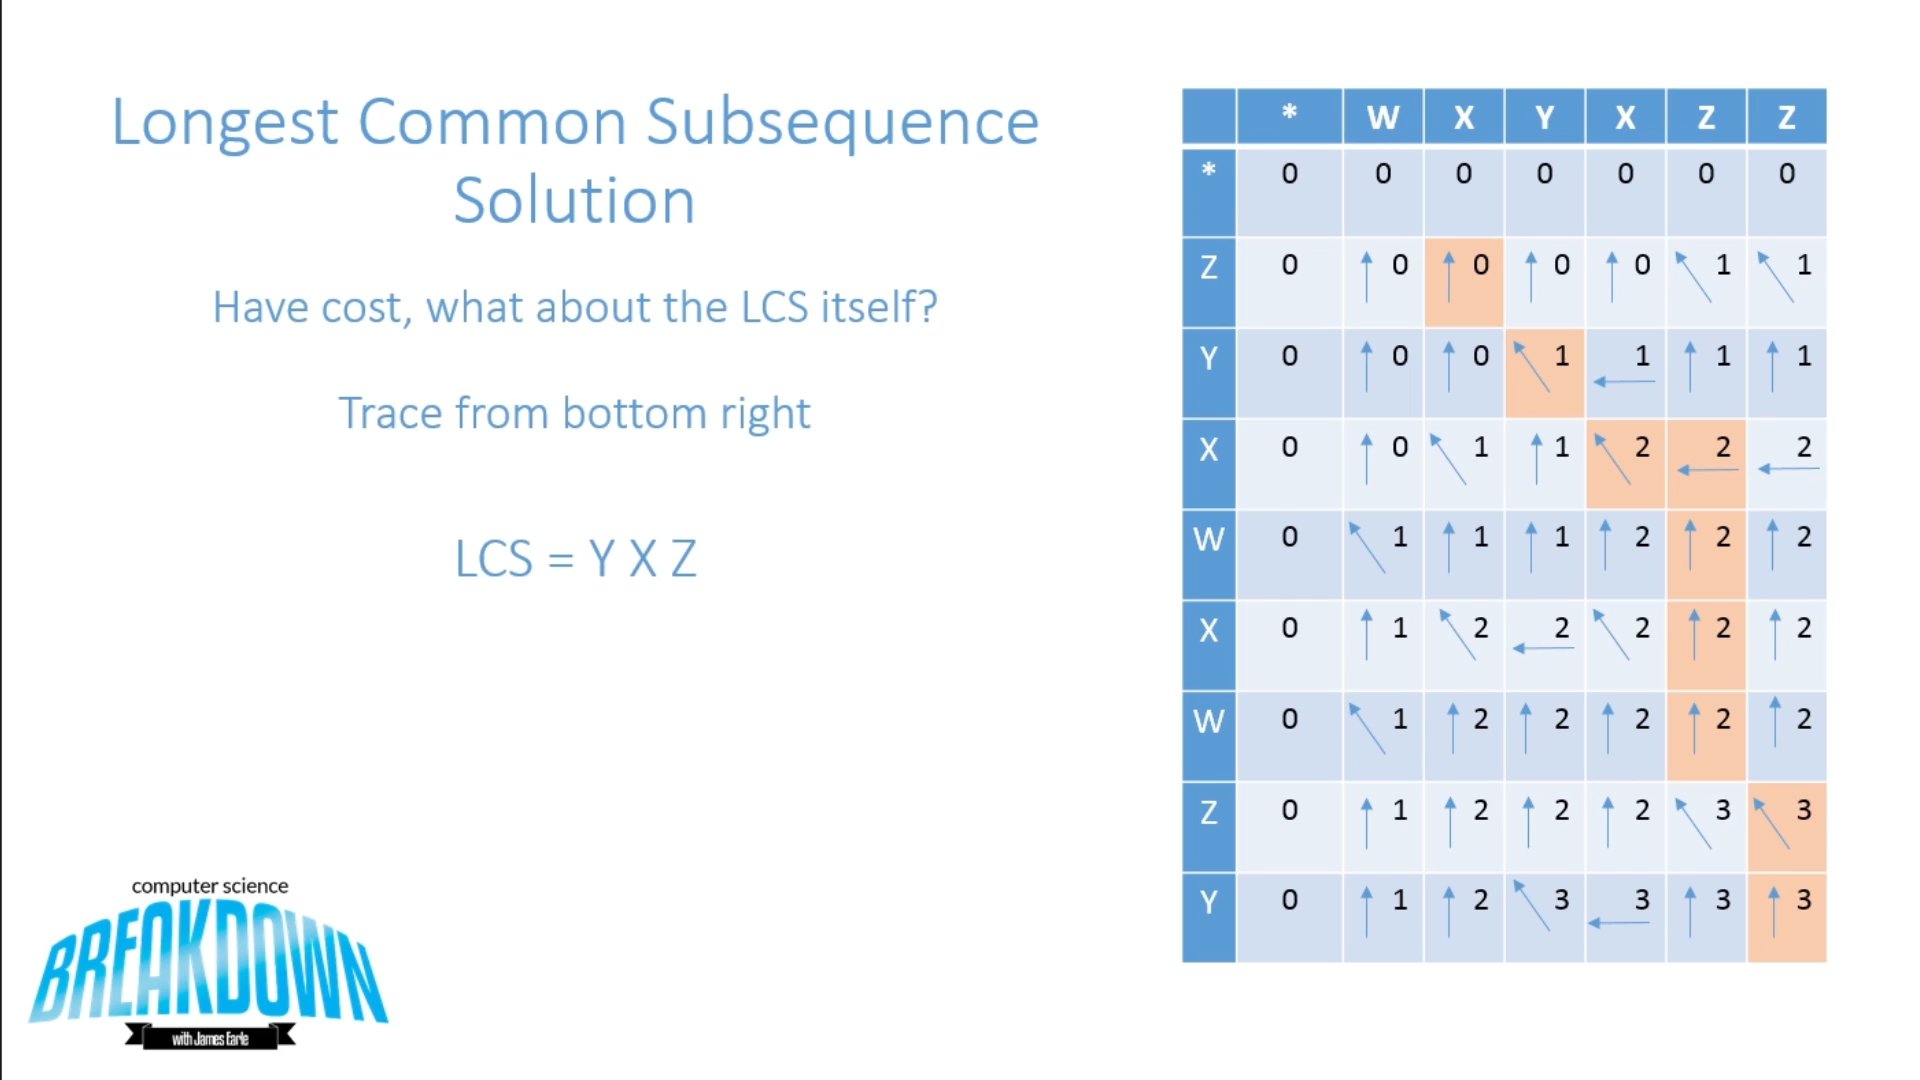 Longest Common Subsequence
Solution
Have cost, what about the LCS itself?
Trace from bottom right
LCS = Y X Z
* W X Y X Z Z
* 0 0 0 0 0 0 0
Z 0 0 0 0 0 1 1
Y 0 0 0 1 1 1 1
X 0 0 1 1 2 2 2
W 0 1 1 1 2 2 2
X 0 1 2 2 2 2 2
W 0 1 2 2 2 2 2
Z 0 1 2 2 2 3 3
Y 0 1 2 3 3 3 3
computer science
BREAKDOWN
with James Earle